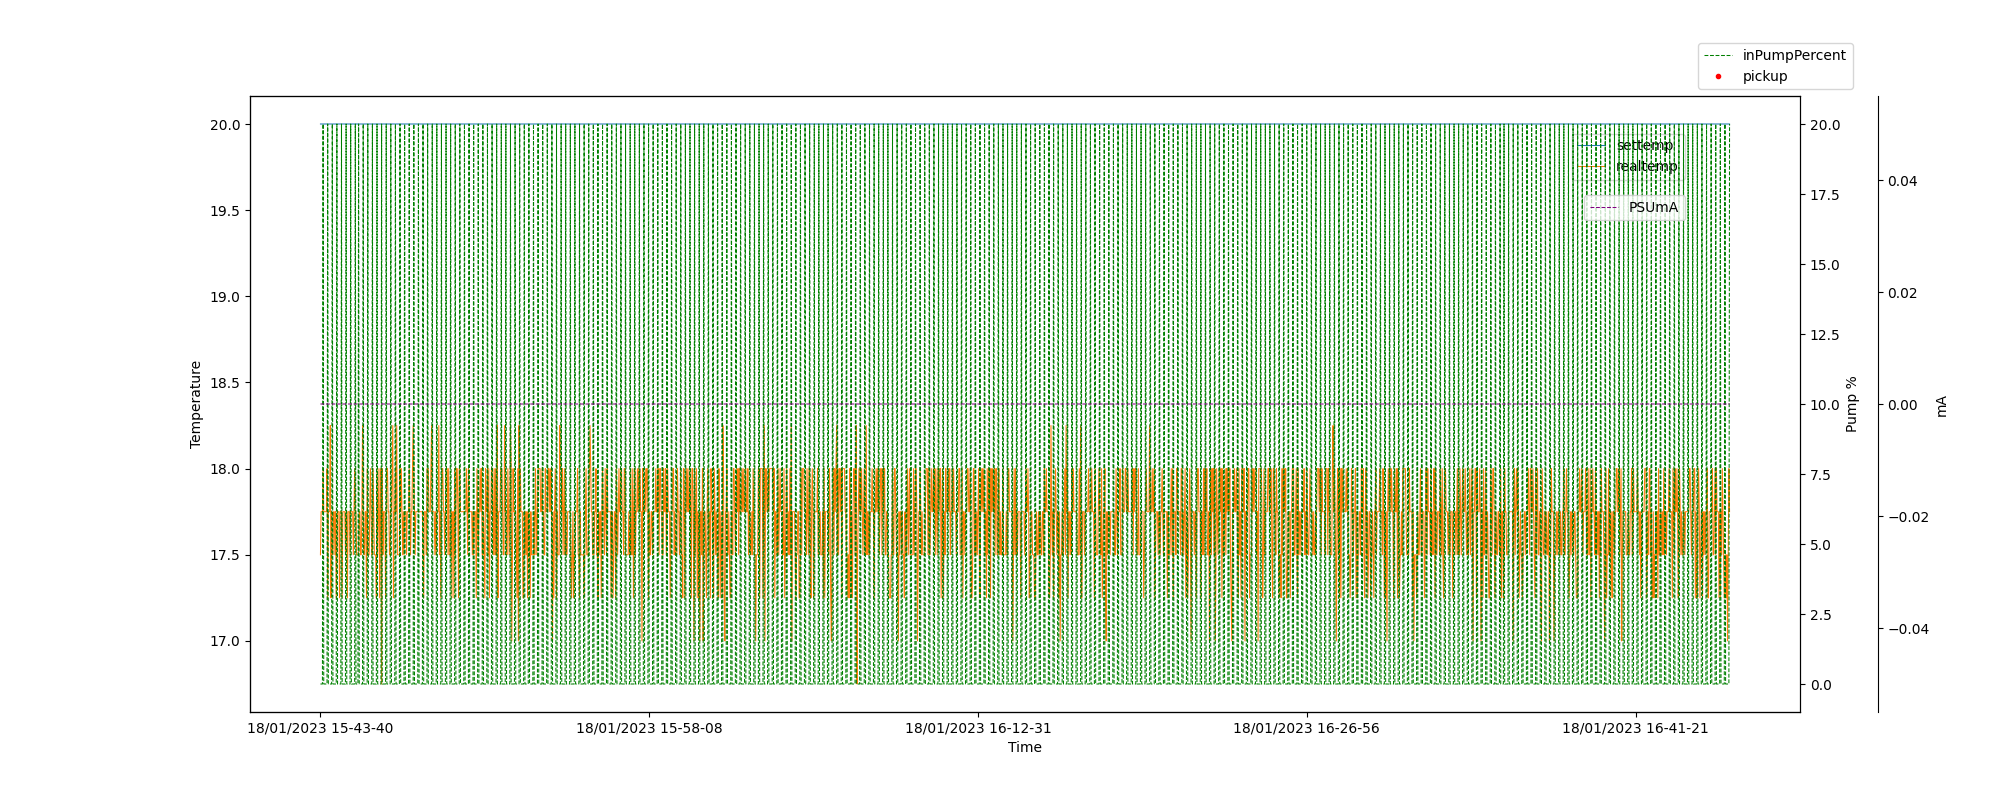 inPumpPercent
pickup
settemp
realtemp
PSUmA
20.0
19.5
19.0
18.5
18.0
17.5
17.0
Temperature
20.0
17.5
15.0
12.5
10.0
7.5
5.0
2.5
0.0
Pump %
0.04
0.02
0.00
−0.02
−0.04
mA
18/01/2023 15-43-40
18/01/2023 15-58-08
18/01/2023 16-12-31
18/01/2023 16-26-56
18/01/2023 16-41-21
Time